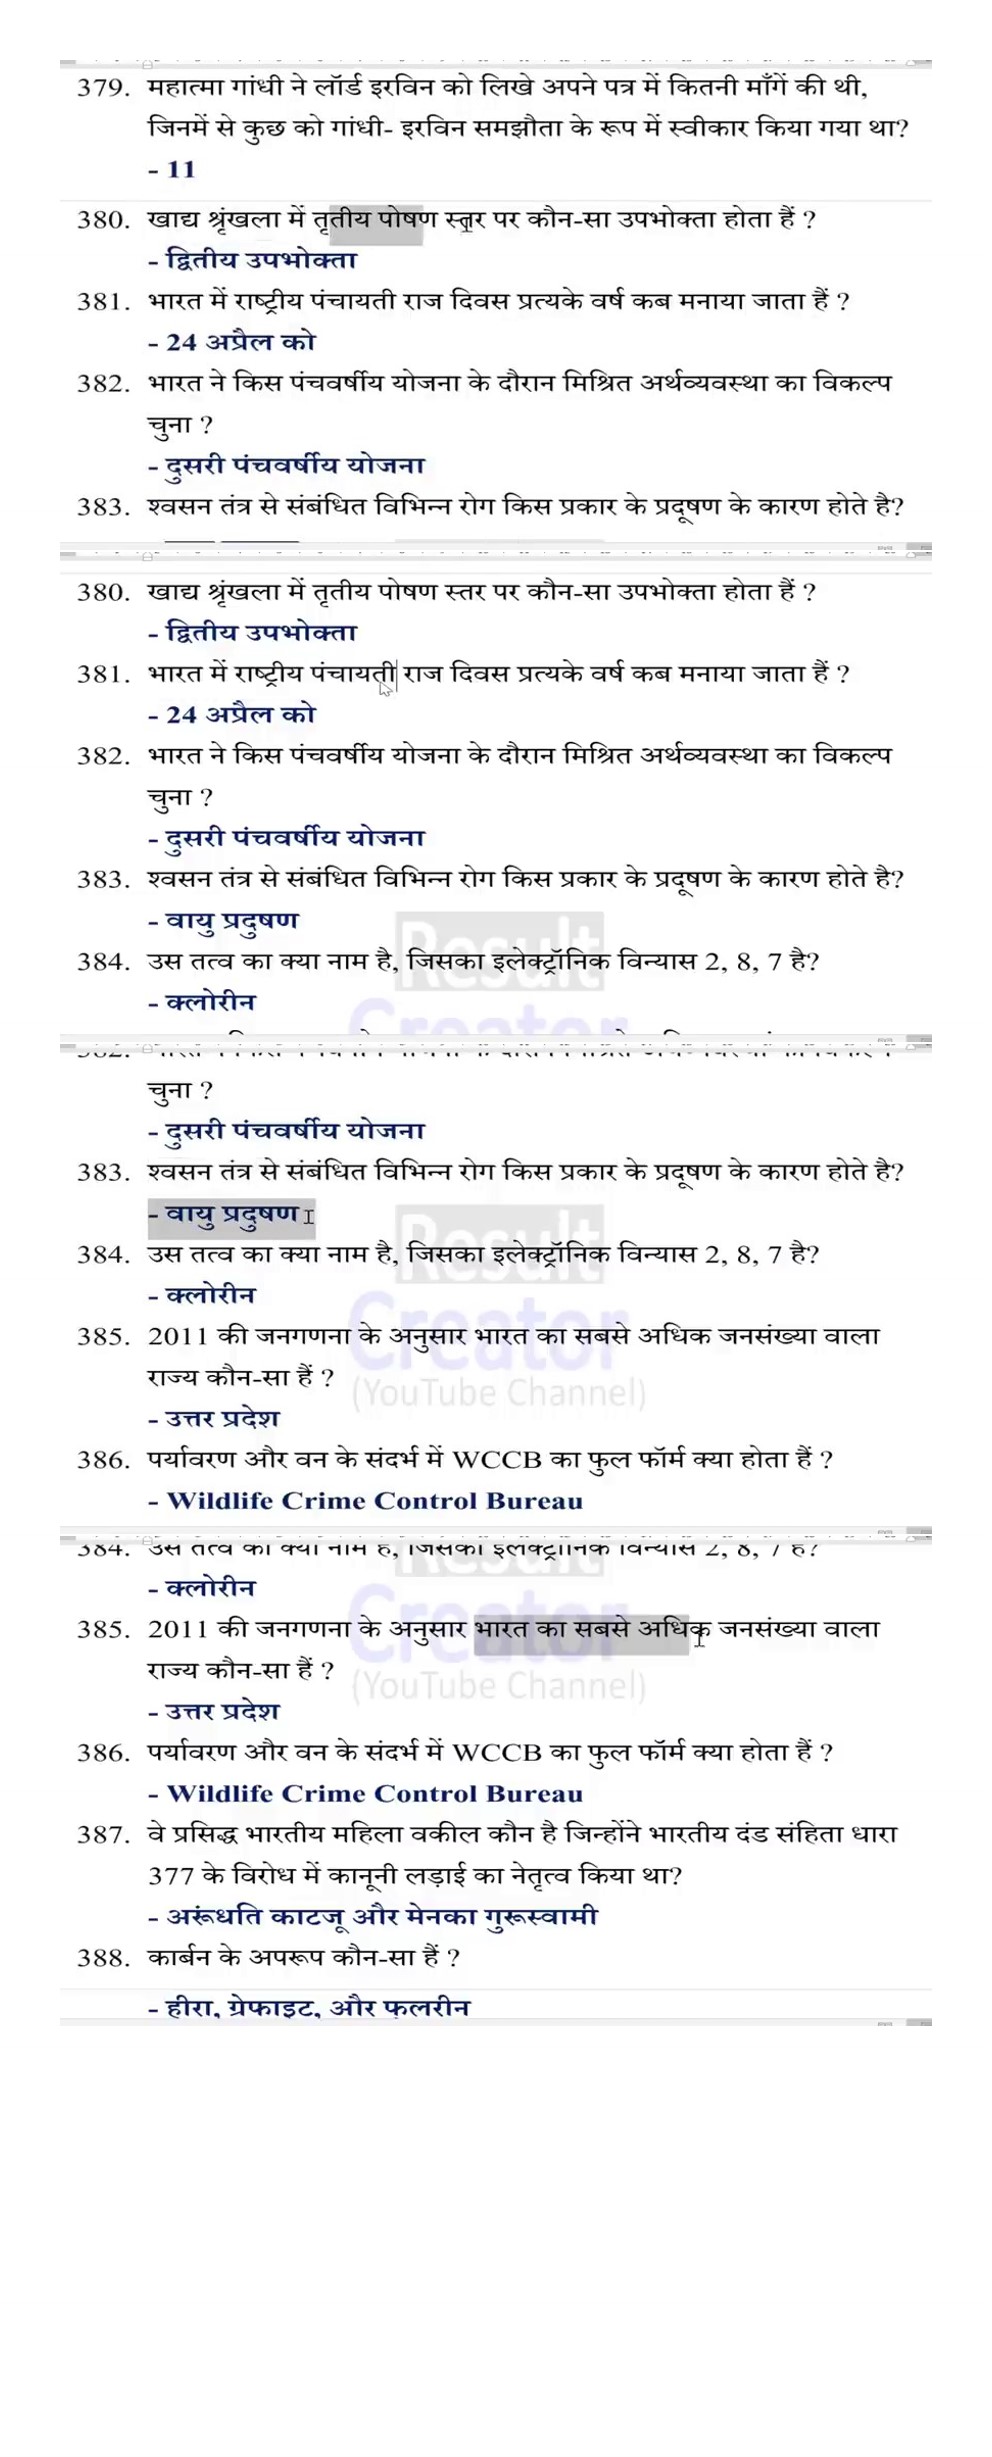 379. महात्मा गांधी ने लॉर्ड इरविन को लिखे अपने पत्र में कितनी माँगें की थी,
जिनमें से कुछ को गांधी- इरविन समझौता के रूप में स्वीकार किया गया था?
- 11
380. खाद्य श्रृंखला में तृतीय पोषण स्तर पर कौन-सा उपभोक्ता होता हैं ?
- द्वितीय उपभोक्ता
381. भारत में राष्ट्रीय पंचायती राज दिवस प्रत्यके वर्ष कब मनाया जाता हैं ?
- 24 अप्रैल को
382. भारत ने किस पंचवर्षीय योजना के दौरान मिश्रित अर्थव्यवस्था का विकल्प
चुना ?
- दुसरी पंचवर्षीय योजना
383. श्वसन तंत्र से संबंधित विभिन्न रोग किस प्रकार के प्रदूषण के कारण होते है?
380. खाद्य श्रृंखला में तृतीय पोषण स्तर पर कौन-सा उपभोक्ता होता हैं ?
- द्वितीय उपभोक्ता
381. भारत में राष्ट्रीय पंचायती राज दिवस प्रत्यके वर्ष कब मनाया जाता हैं ?
- 24 अप्रैल को
382. भारत ने किस पंचवर्षीय योजना के दौरान मिश्रित अर्थव्यवस्था का विकल्प
चुना ?
- दुसरी पंचवर्षीय योजना
383. श्वसन तंत्र से संबंधित विभिन्न रोग किस प्रकार के प्रदूषण के कारण होते है?
- वायु प्रदुषण
Result
384. उस तत्व का क्या नाम है, जिसका इलेक्ट्रॉनिक विन्यास 2, 8, 7 है?
- क्लोरीन
Creator
चुना ?
- दुसरी पंचवर्षीय योजना
383. श्वसन तंत्र से संबंधित विभिन्न रोग किस प्रकार के प्रदूषण के कारण होते है?
- वायु प्रदुषण
Result
384. उस तत्व का क्या नाम है, जिसका इलेक्ट्रॉनिक विन्यास 2, 8, 7 है?
- क्लोरीन
Creator
385. 2011 की जनगणना के अनुसार भारत का सबसे अधिक जनसंख्या वाला
राज्य कौन-सा हैं ?
(YouTube Channel)
- उत्तर प्रदेश
386. पर्यावरण और वन के संदर्भ में WCCB का फुल फॉर्म क्या होता हैं ?
- Wildlife Crime Control Bureau
384. उस तत्व का क्या नाम है, जिसका इलेक्ट्रॉनिक विन्यास 2, 8, 7 है?
Result
- क्लोरीन
Creator
385. 2011 की जनगणना के अनुसार भारत का सबसे अधिक जनसंख्या वाला
राज्य कौन-सा हैं ?
(YouTube Channel)
- उत्तर प्रदेश
386. पर्यावरण और वन के संदर्भ में WCCB का फुल फॉर्म क्या होता हैं ?
- Wildlife Crime Control Bureau
387. वे प्रसिद्ध भारतीय महिला वकील कौन है जिन्होंने भारतीय दंड संहिता धारा
377 के विरोध में कानूनी लड़ाई का नेतृत्व किया था?
- अरूंधति काटजू और मेनका गुरूस्वामी
388. कार्बन के अपरूप कौन-सा हैं ?
- हीरा, ग्रेफाइट, और फुलरीन